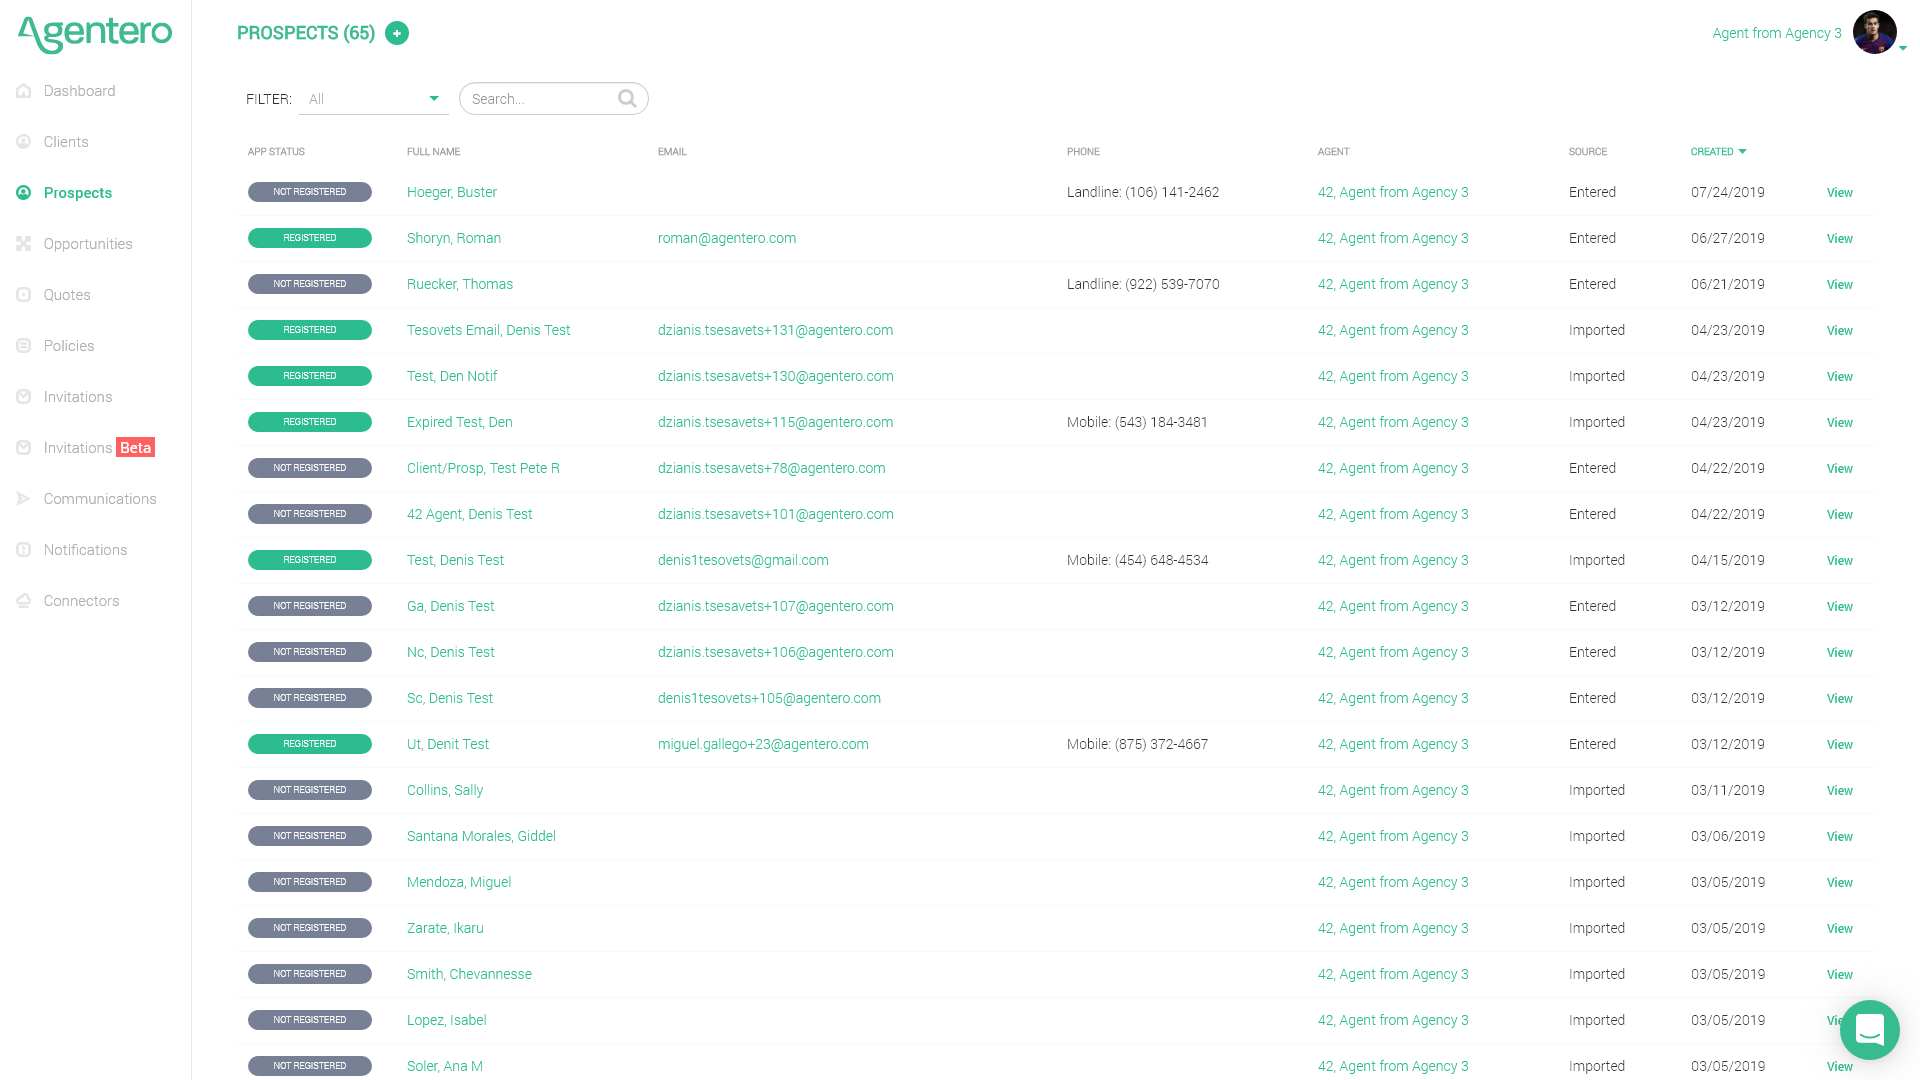 Agentero
PROSPECTS (65)
Agent from Agency 3
Dashboard
Clients
Prospects
Opportunities
Quotes
Policies
Invitations
Invitations Beta
Communications
Notifications
Connectors
FILTER: All Search...
APP STATUS FULL NAME EMAIL PHONE AGENT SOURCE CREATED
NOT REGISTERED Hoeger, Buster Landline: (106) 141-2462 42, Agent from Agency 3 Entered 07/24/2019 View
REGISTERED Shoryn, Roman roman@agentero.com 42, Agent from Agency 3 Entered 06/27/2019 View
NOT REGISTERED Ruecker, Thomas Landline: (922) 539-7070 42, Agent from Agency 3 Entered 06/21/2019 View
REGISTERED Tesovets Email, Denis Test dzianis.tsesavets+131@agentero.com 42, Agent from Agency 3 Imported 04/23/2019 View
REGISTERED Test, Den Notif dzianis.tsesavets+130@agentero.com 42, Agent from Agency 3 Imported 04/23/2019 View
REGISTERED Expired Test, Den dzianis.tsesavets+115@agentero.com Mobile: (543) 184-3481 42, Agent from Agency 3 Imported 04/23/2019 View
NOT REGISTERED Client/Prosp, Test Pete R dzianis.tsesavets+78@agentero.com 42, Agent from Agency 3 Entered 04/22/2019 View
NOT REGISTERED 42 Agent, Denis Test dzianis.tsesavets+101@agentero.com 42, Agent from Agency 3 Entered 04/22/2019 View
REGISTERED Test, Denis Test denis1tesovets@gmail.com Mobile: (454) 648-4534 42, Agent from Agency 3 Imported 04/15/2019 View
NOT REGISTERED Ga, Denis Test dzianis.tsesavets+107@agentero.com 42, Agent from Agency 3 Entered 03/12/2019 View
NOT REGISTERED Nc, Denis Test dzianis.tsesavets+106@agentero.com 42, Agent from Agency 3 Entered 03/12/2019 View
NOT REGISTERED Sc, Denis Test denis1tesovets+105@agentero.com 42, Agent from Agency 3 Entered 03/12/2019 View
REGISTERED Ut, Denit Test miguel.gallego+23@agentero.com Mobile: (875) 372-4667 42, Agent from Agency 3 Entered 03/12/2019 View
NOT REGISTERED Collins, Sally 42, Agent from Agency 3 Imported 03/11/2019 View
NOT REGISTERED Santana Morales, Giddel 42, Agent from Agency 3 Imported 03/06/2019 View
NOT REGISTERED Mendoza, Miguel 42, Agent from Agency 3 Imported 03/05/2019 View
NOT REGISTERED Zarate, Ikaru 42, Agent from Agency 3 Imported 03/05/2019 View
NOT REGISTERED Smith, Chevannesse 42, Agent from Agency 3 Imported 03/05/2019 View
NOT REGISTERED Lopez, Isabel 42, Agent from Agency 3 Imported 03/05/2019 Vie
NOT REGISTERED Soler, Ana M 42, Agent from Agency 3 Imported 03/05/2019 View